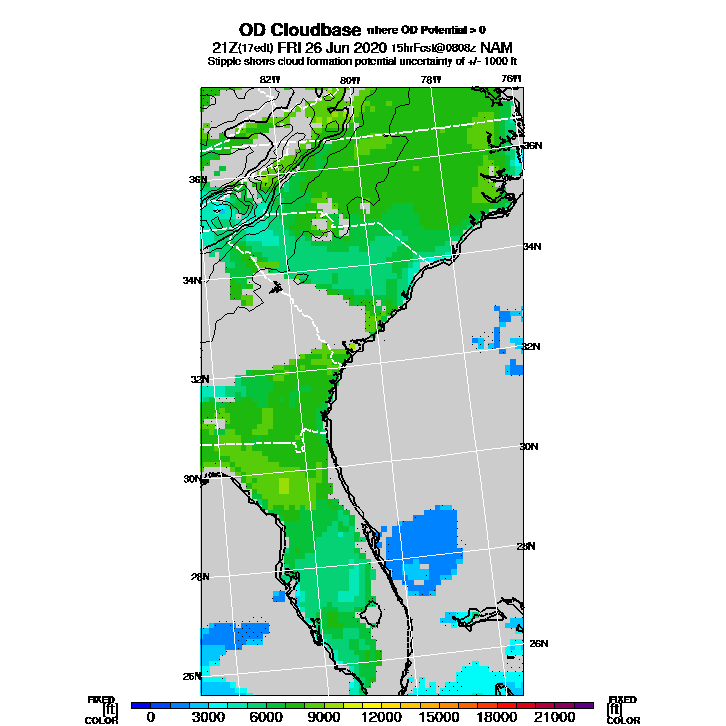 OD Cloudbase where OD Potential > 0
21Z(17edt) FRI 26 Jun 2020 15hrFcst@0808z NAM
Stipple shows cloud formation potential uncertainty of +/- 1000 ft
82W 80W 78W 76W
36N
36N
34N
34N
32N
32N
30N
30N
28N
28N
26N
26N
FIXED FIXED
[ft] 0 3000 6000 9000 12000 15000 18000 21000 [ft]
COLOR COLOR